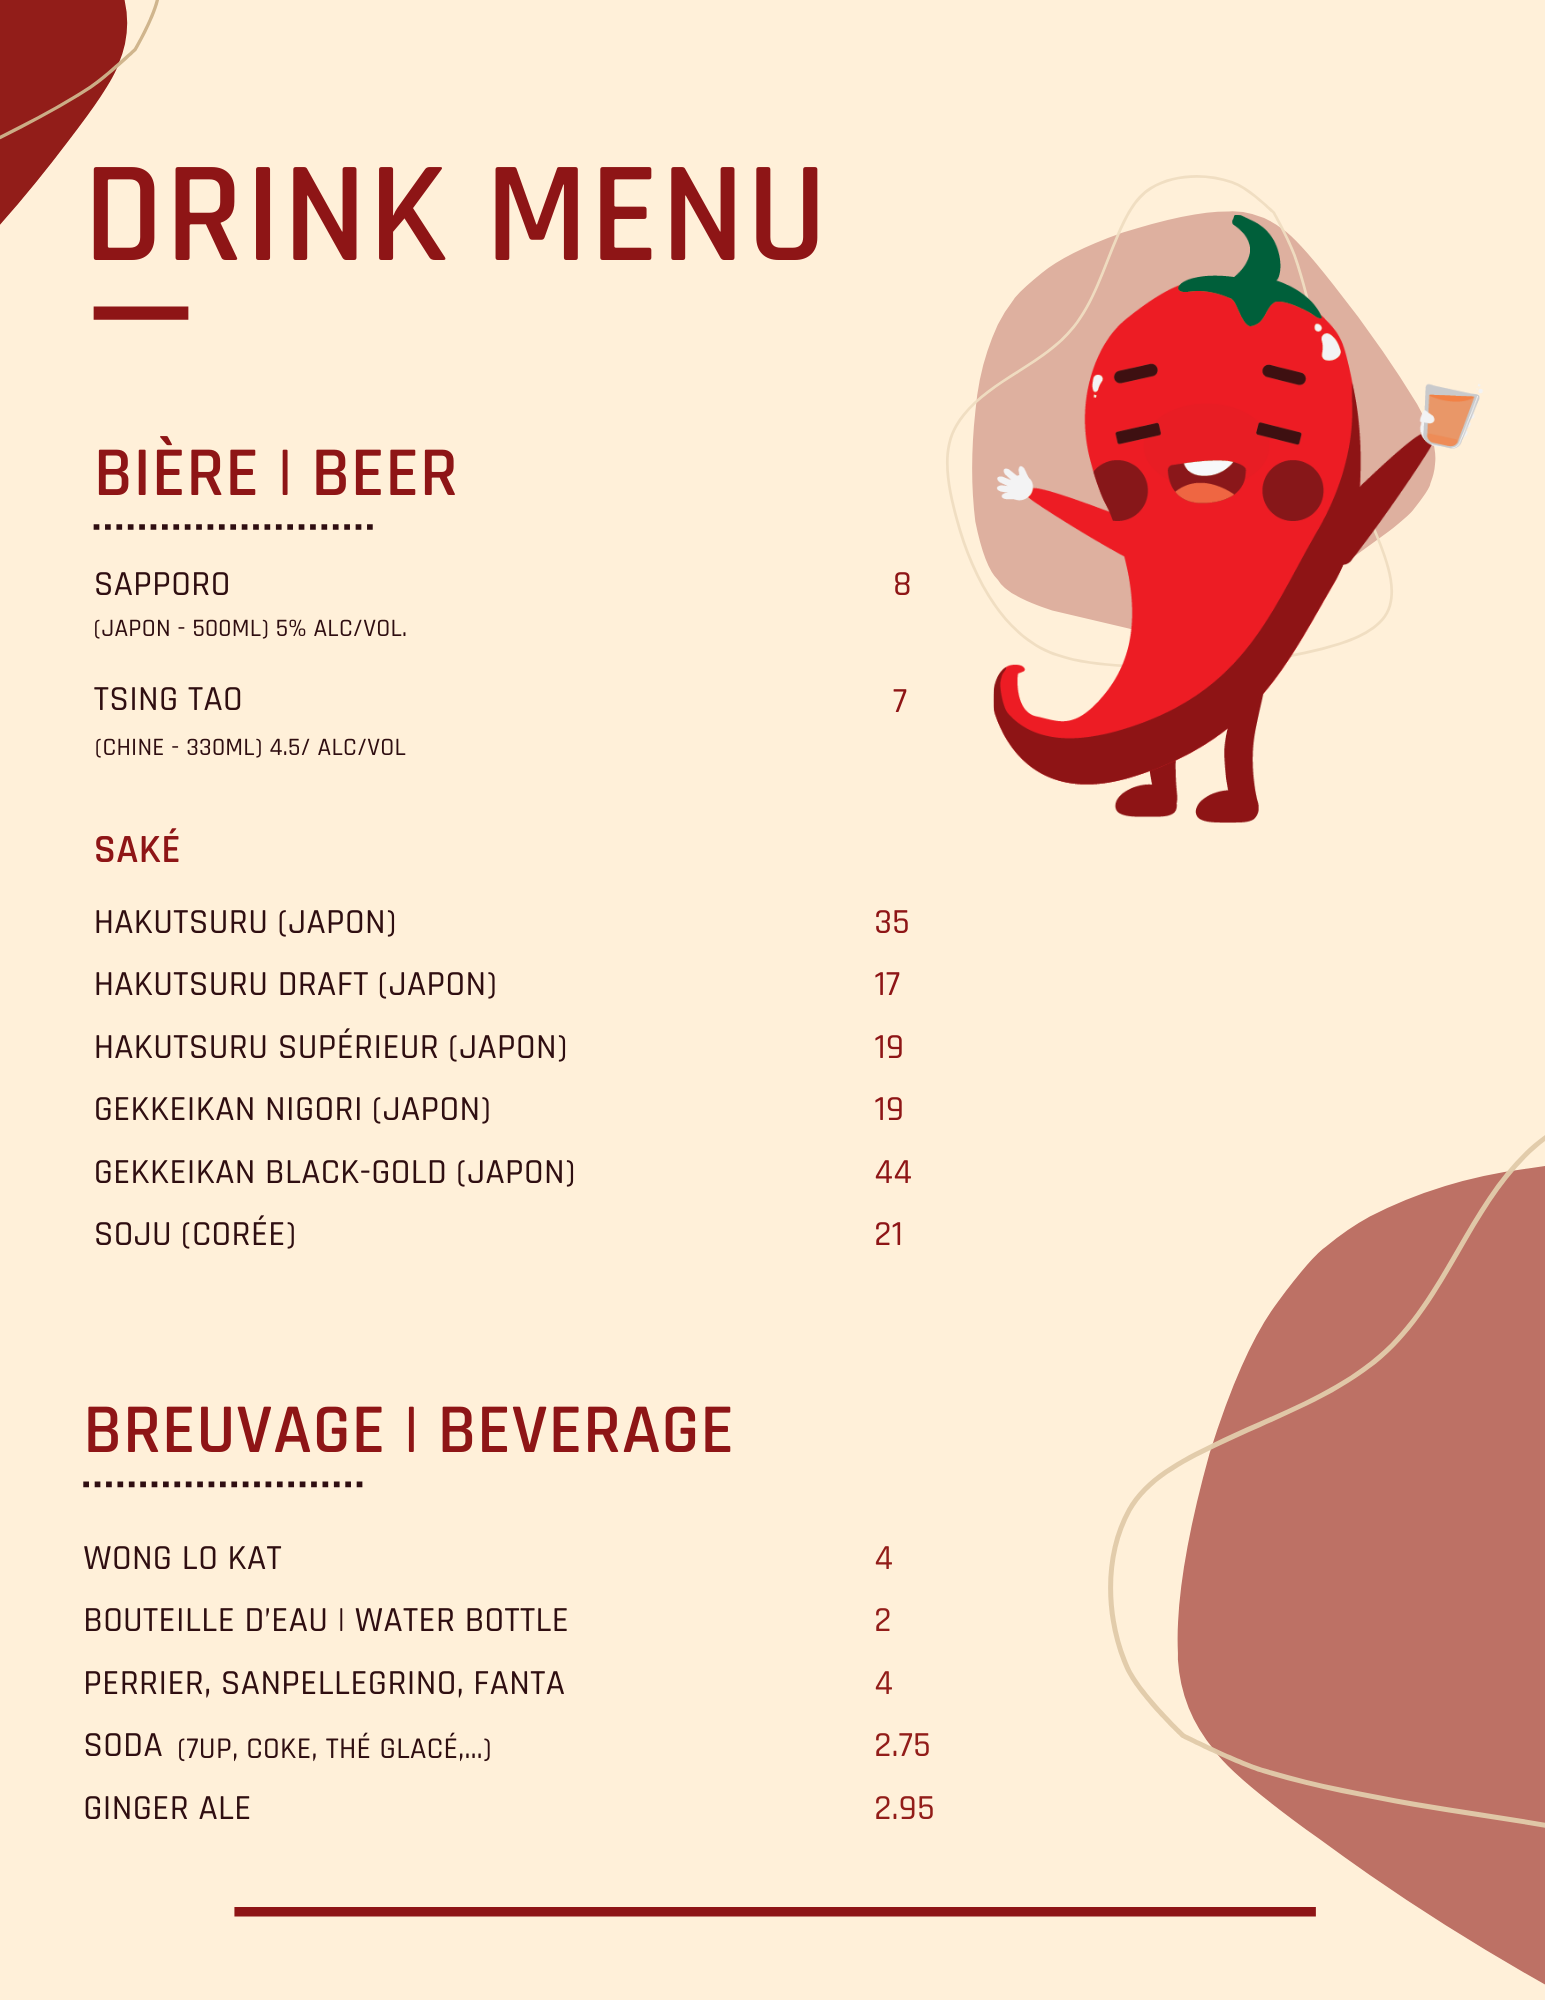 DRINK MENU
BIÈRE | BEER
SAPPORO 8
(JAPON - 500ML) 5% ALC/VOL.
TSING TAO 7
(CHINE - 330ML) 4.5/ ALC/VOL
SAKÉ
HAKUTSURU (JAPON) 35
HAKUTSURU DRAFT (JAPON) 17
HAKUTSURU SUPÉRIEUR (JAPON) 19
GEKKEIKAN NIGORI (JAPON) 19
GEKKEIKAN BLACK-GOLD (JAPON) 44
SOJU (CORÉE) 21
BREUVAGE | BEVERAGE
WONG LO KAT 4
BOUTEILLE D'EAU | WATER BOTTLE 2
PERRIER, SANPELLEGRINO, FANTA 4
SODA (7UP, COKE, THÉ GLACÉ,...) 2.75
GINGER ALE 2.95